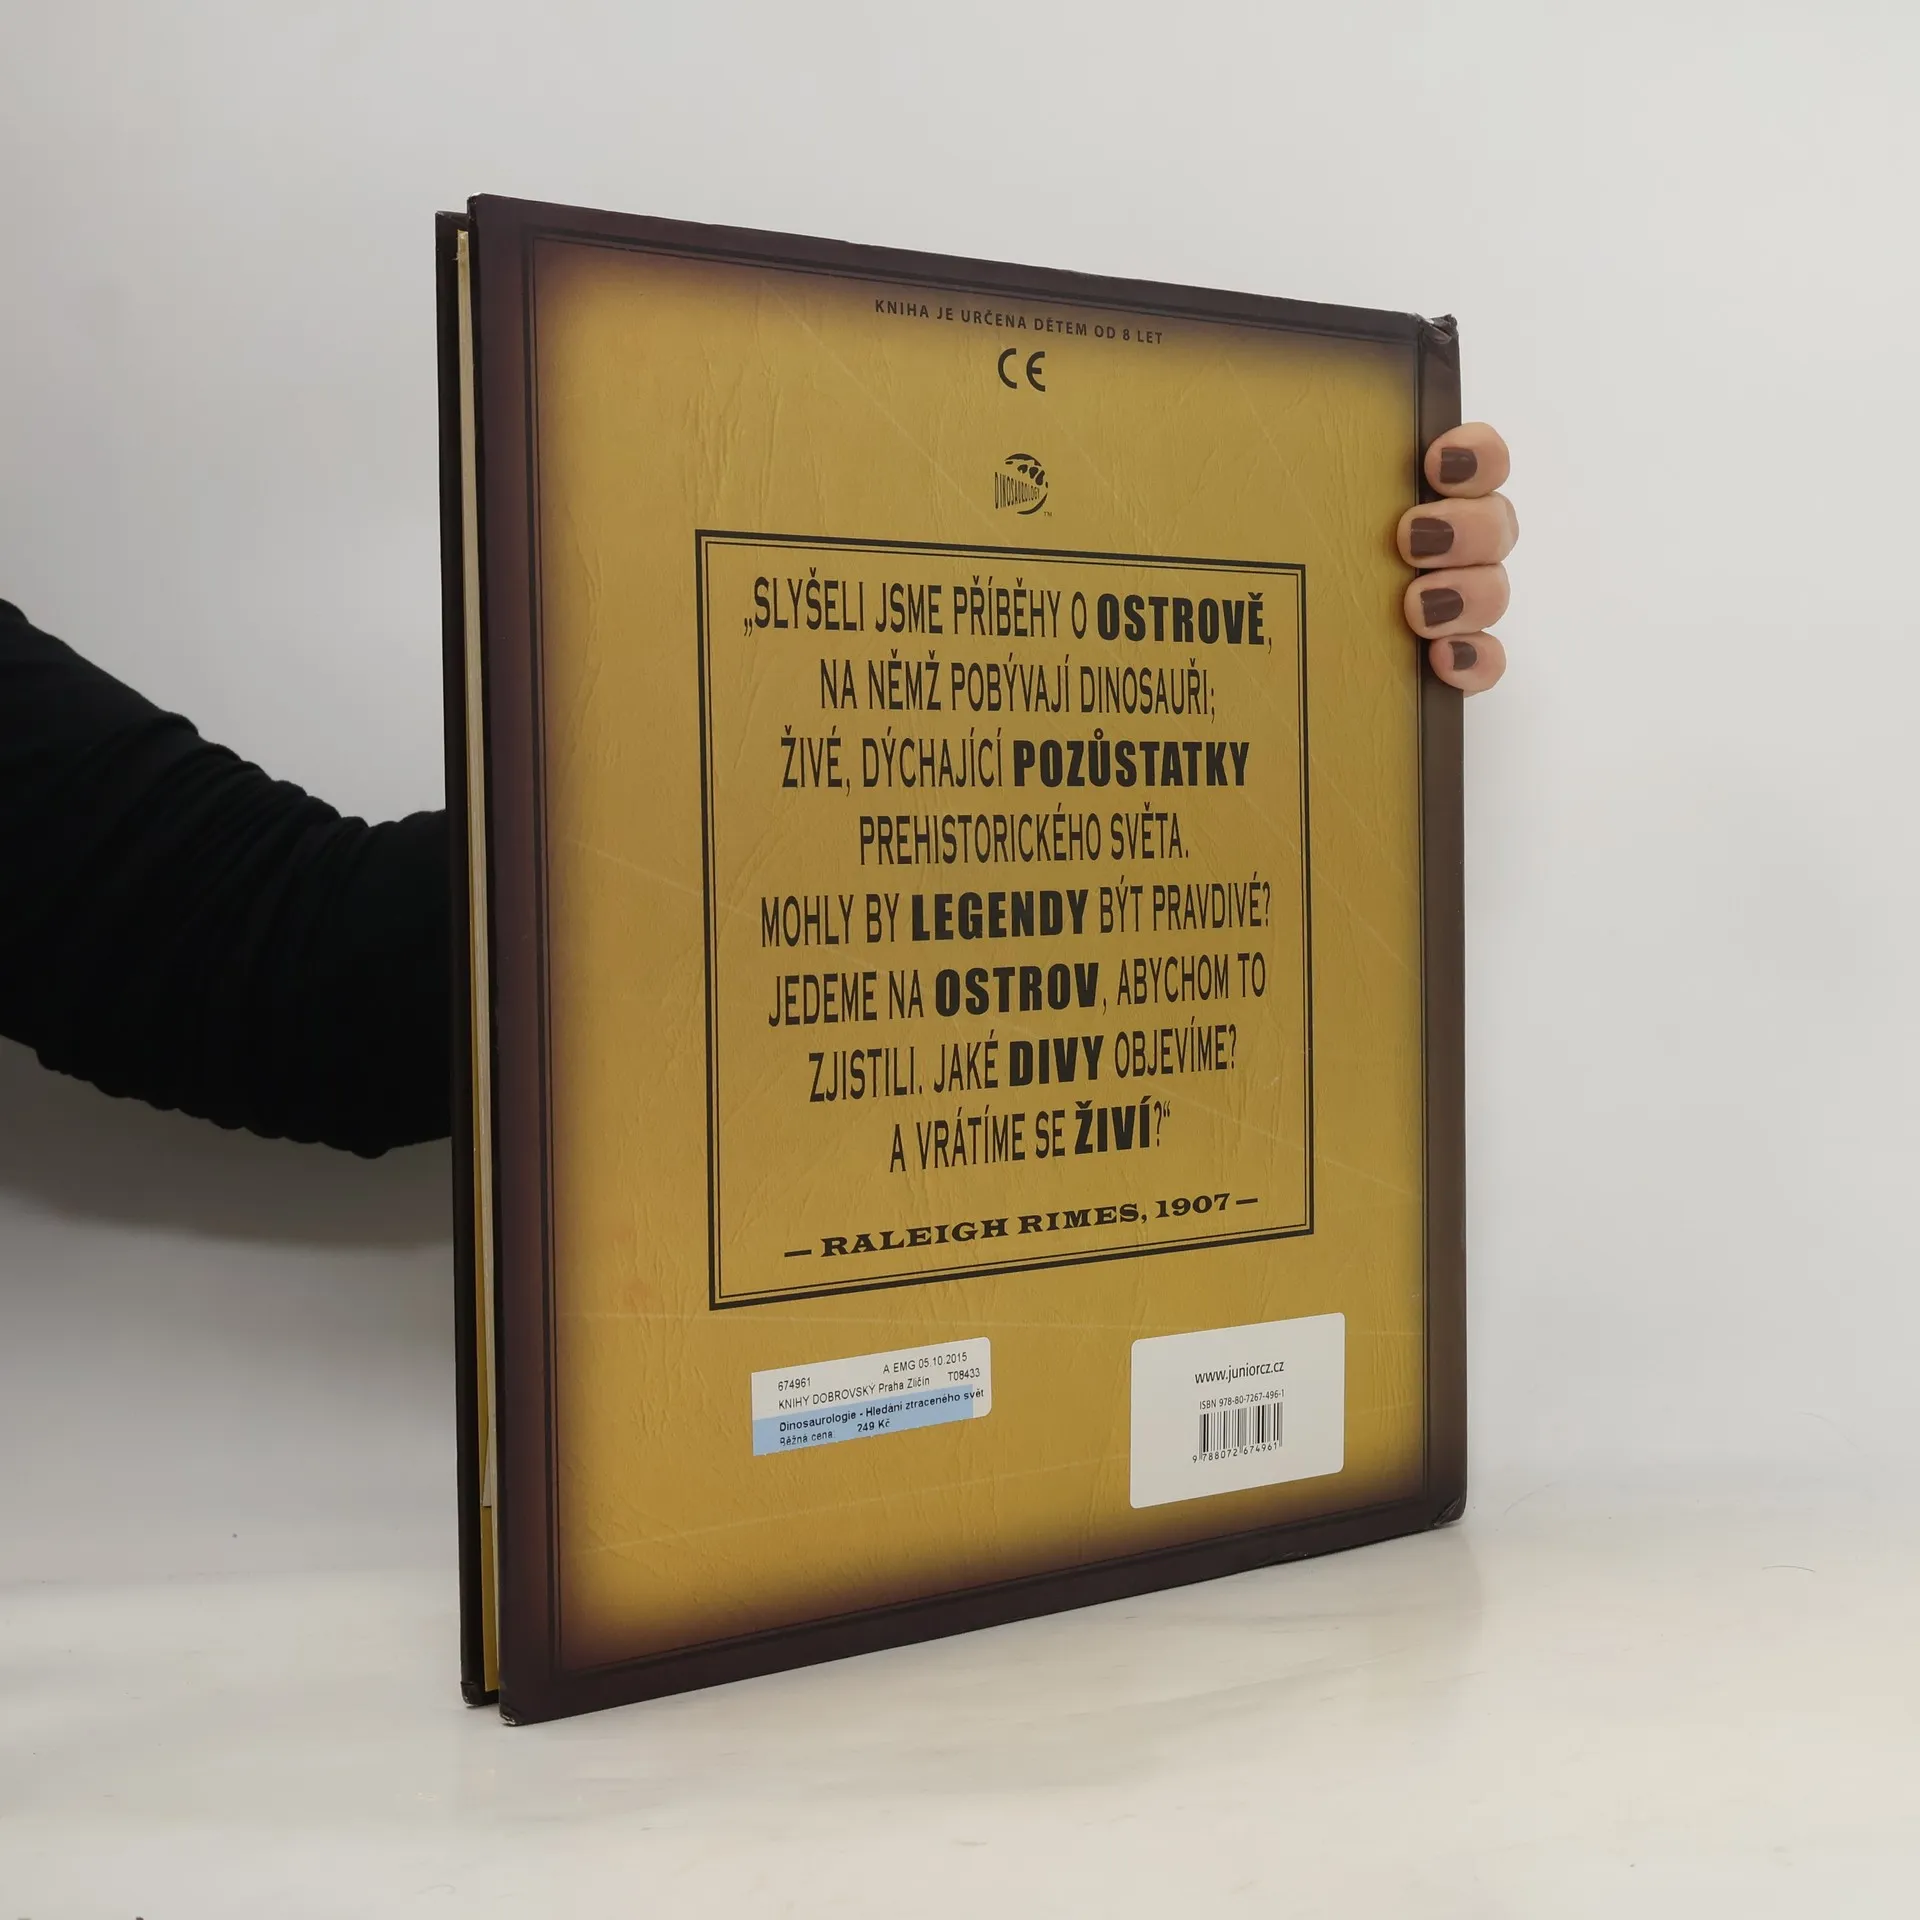 KNIHA JE URČENA DĚTEM OD 8 LET
CE
DINOSAUROLOGY™
„SLYŠELI JSME PŘÍBĚHY O OSTROVĚ,
NA NĚMŽ POBÝVAJÍ DINOSAUŘI;
ŽIVÉ, DÝCHAJÍCÍ POZŮSTATKY
PREHISTORICKÉHO SVĚTA.
MOHLY BY LEGENDY BÝT PRAVDIVÉ?
JEDEME NA OSTROV, ABYCHOM TO
ZJISTILI. JAKÉ DIVY OBJEVÍME?
A VRÁTÍME SE ŽIVÍ?“
— RALEIGH RIMES, 1907 —
A EMG 05.10.2015
674961
KNIHY DOBROVSKÝ Praha Zličín T08433
Dinosaurologie - Hledání ztraceného svět
Běžná cena: 249 Kč
www.juniorcz.cz
ISBN 978-80-7267-496-1
9 788072 674961